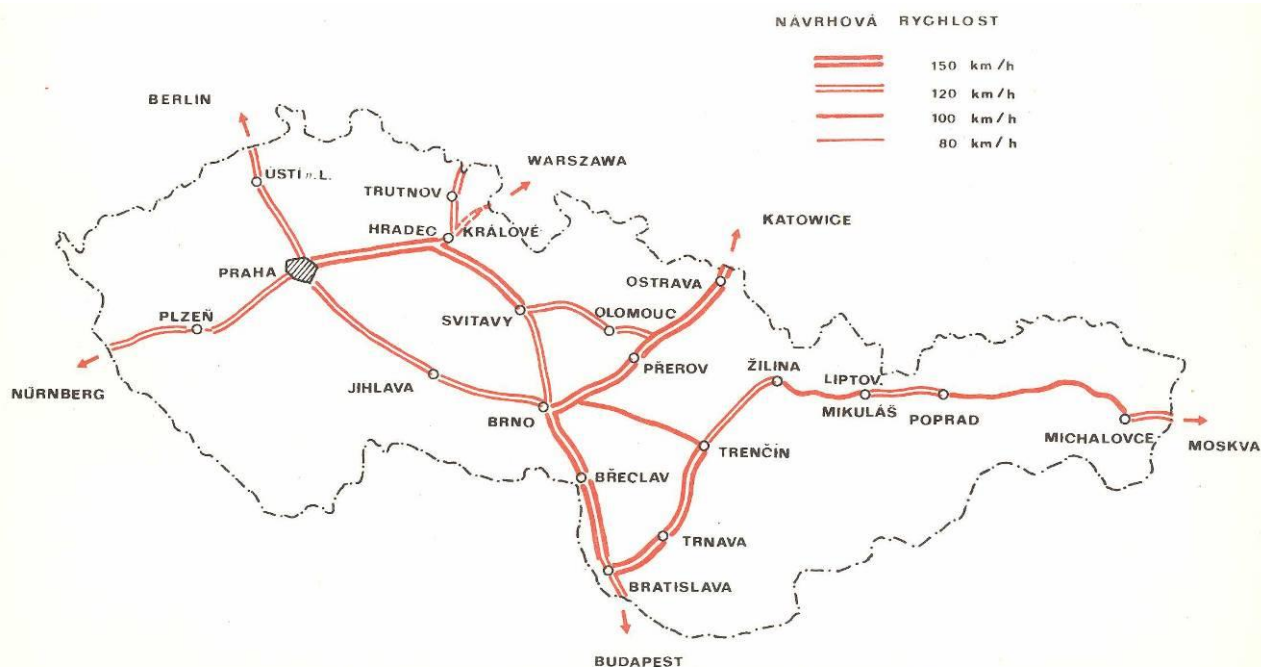 NÁVRHOVÁ RYCHLOST
150 km/h
120 km/h
100 km/h
80 km/h
BERLIN
ÚSTÍ n.L.
TRUTNOV
WARSZAWA
HRADEC KRÁLOVÉ
KATOWICE
PRAHA
OSTRAVA
PLZEŇ
SVITAVY
OLOMOUC
NÜRNBERG
JIHLAVA
PŘEROV
ŽILINA
LIPTOV.
MIKULÁŠ
POPRAD
BRNO
MICHALOVCE
MOSKVA
TRENČÍN
BŘECLAV
TRNAVA
BRATISLAVA
BUDAPEST